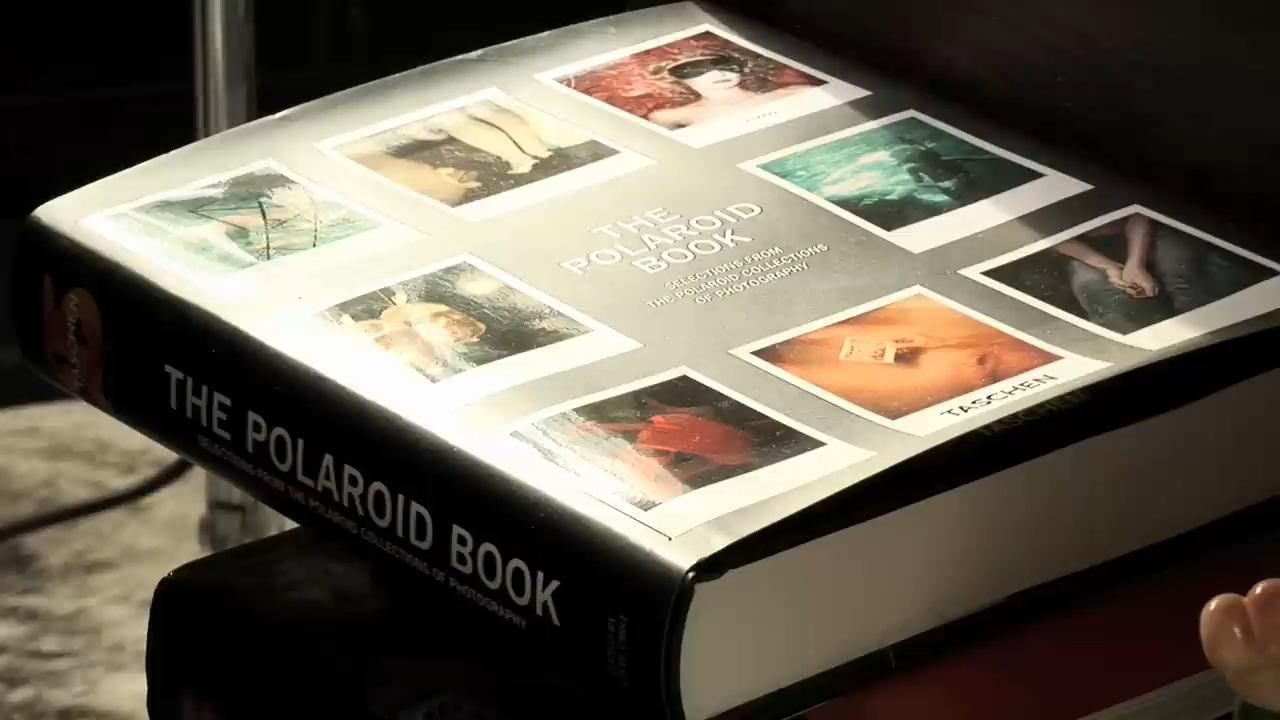 THE
POLAROID
BOOK
SELECTIONS FROM
THE POLAROID COLLECTIONS
OF PHOTOGRAPHY
TASCHEN
TASCHEN
THE POLAROID BOOK
SELECTIONS FROM THE POLAROID COLLECTIONS OF PHOTOGRAPHY